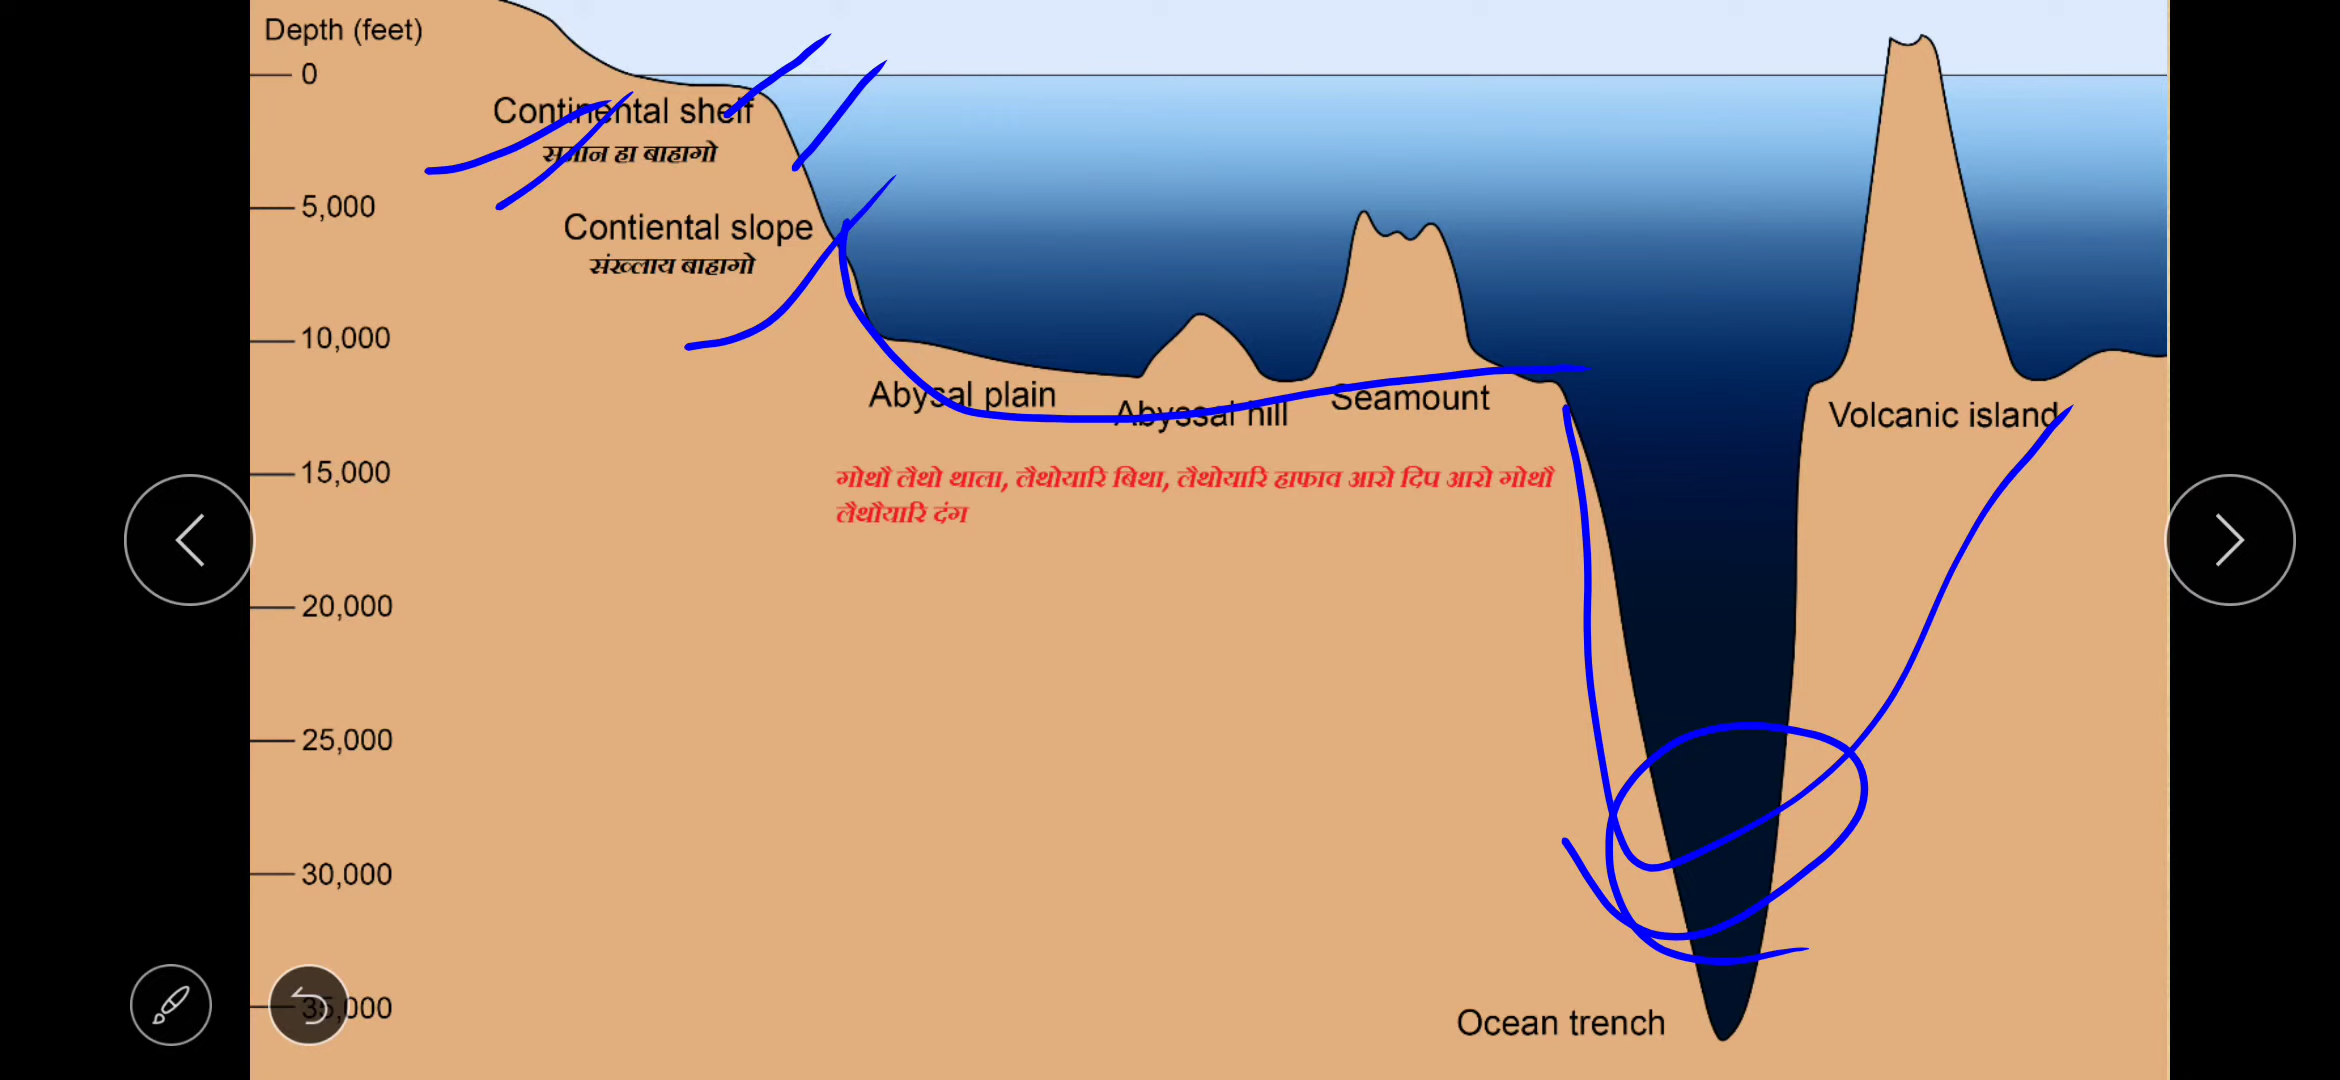 Depth (feet)
0
Continental shelf
समान हा बाहागो
5,000
Contiental slope
संख्लाय बाहागो
10,000
Abysal plain
Abyssal hill
Seamount
Volcanic island
15,000
गोथौ लैथो थाला, लैथोयारि बिथा, लैथोयारि हाफाव आरो दिप आरो गोथौ
लैथौयारि दंग
20,000
25,000
30,000
35,000
Ocean trench